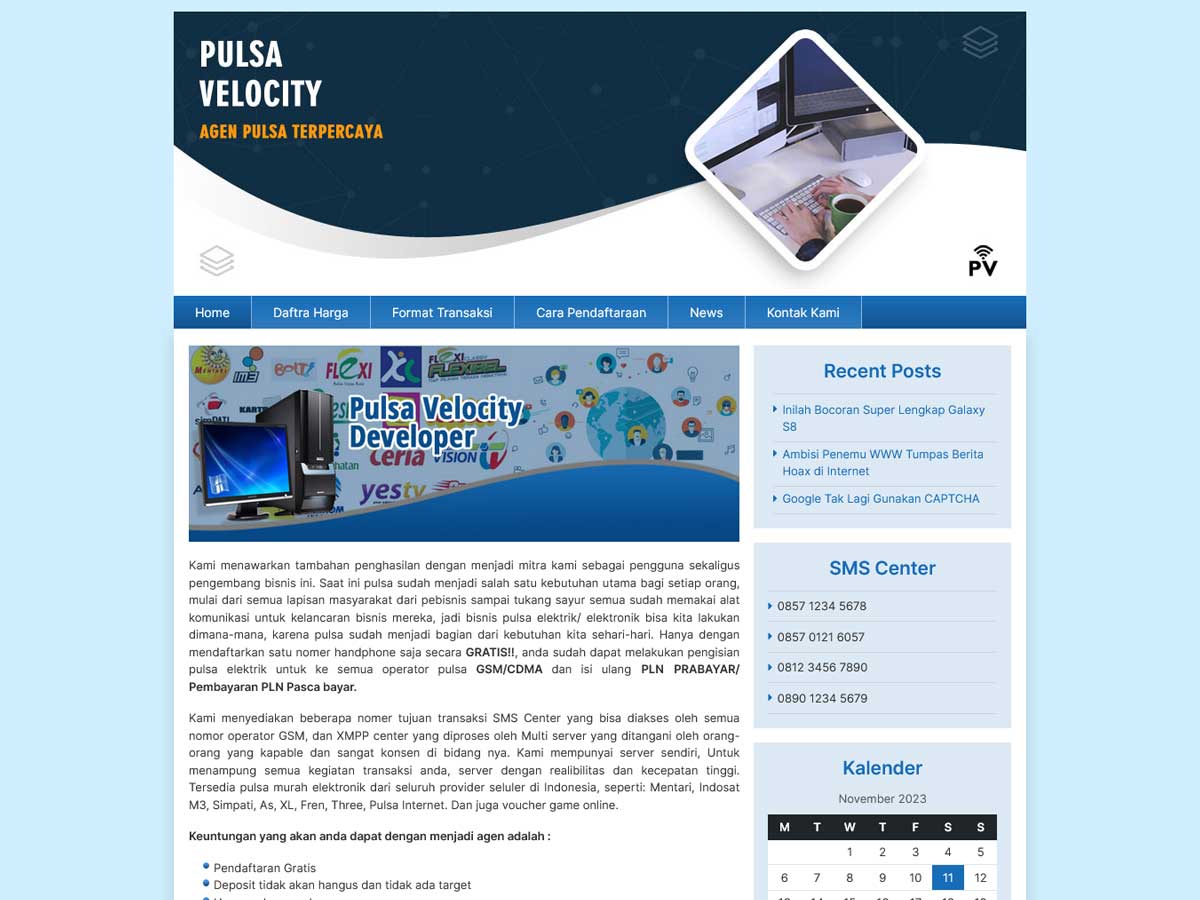 PULSA
VELOCITY
AGEN PULSA TERPERCAYA
PV
Home
Daftra Harga
Format Transaksi
Cara Pendaftaraan
News
Kontak Kami
Pulsa Velocity
Developer
FLEXI
BOLT!
Ceria
VISION
yestv
Kami menawarkan tambahan penghasilan dengan menjadi mitra kami sebagai pengguna sekaligus
pengembang bisnis ini. Saat ini pulsa sudah menjadi salah satu kebutuhan utama bagi setiap orang,
mulai dari semua lapisan masyarakat dari pebisnis sampai tukang sayur semua sudah memakai alat
komunikasi untuk kelancaran bisnis mereka, jadi bisnis pulsa elektrik/ elektronik bisa kita lakukan
dimana-mana, karena pulsa sudah menjadi bagian dari kebutuhan kita sehari-hari. Hanya dengan
mendaftarkan satu nomer handphone saja secara GRATIS!!, anda sudah dapat melakukan pengisian
pulsa elektrik untuk ke semua operator pulsa GSM/CDMA dan isi ulang PLN PRABAYAR/
Pembayaran PLN Pasca bayar.
Kami menyediakan beberapa nomer tujuan transaksi SMS Center yang bisa diakses oleh semua
nomor operator GSM, dan XMPP center yang diproses oleh Multi server yang ditangani oleh orang-
orang yang kapable dan sangat konsen di bidang nya. Kami mempunyai server sendiri, Untuk
menampung semua kegiatan transaksi anda, server dengan realibilitas dan kecepatan tinggi.
Tersedia pulsa murah elektronik dari seluruh provider seluler di Indonesia, seperti: Mentari, Indosat
M3, Simpati, As, XL, Fren, Three, Pulsa Internet. Dan juga voucher game online.
Keuntungan yang akan anda dapat dengan menjadi agen adalah :
Pendaftaran Gratis
Deposit tidak akan hangus dan tidak ada target
Recent Posts
Inilah Bocoran Super Lengkap Galaxy
S8
Ambisi Penemu WWW Tumpas Berita
Hoax di Internet
Google Tak Lagi Gunakan CAPTCHA
SMS Center
0857 1234 5678
0857 0121 6057
0812 3456 7890
0890 1234 5679
Kalender
November 2023
M T W T F S S
1 2 3 4 5
6 7 8 9 10 11 12